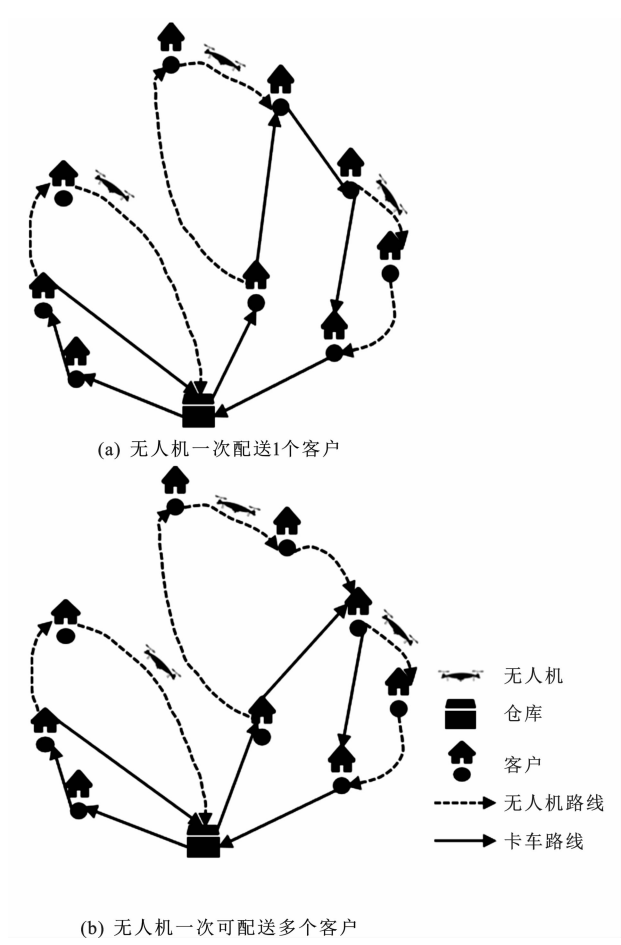 (a) 无人机一次配送1个客户
无人机
仓库
客户
无人机路线
卡车路线
(b) 无人机一次可配送多个客户